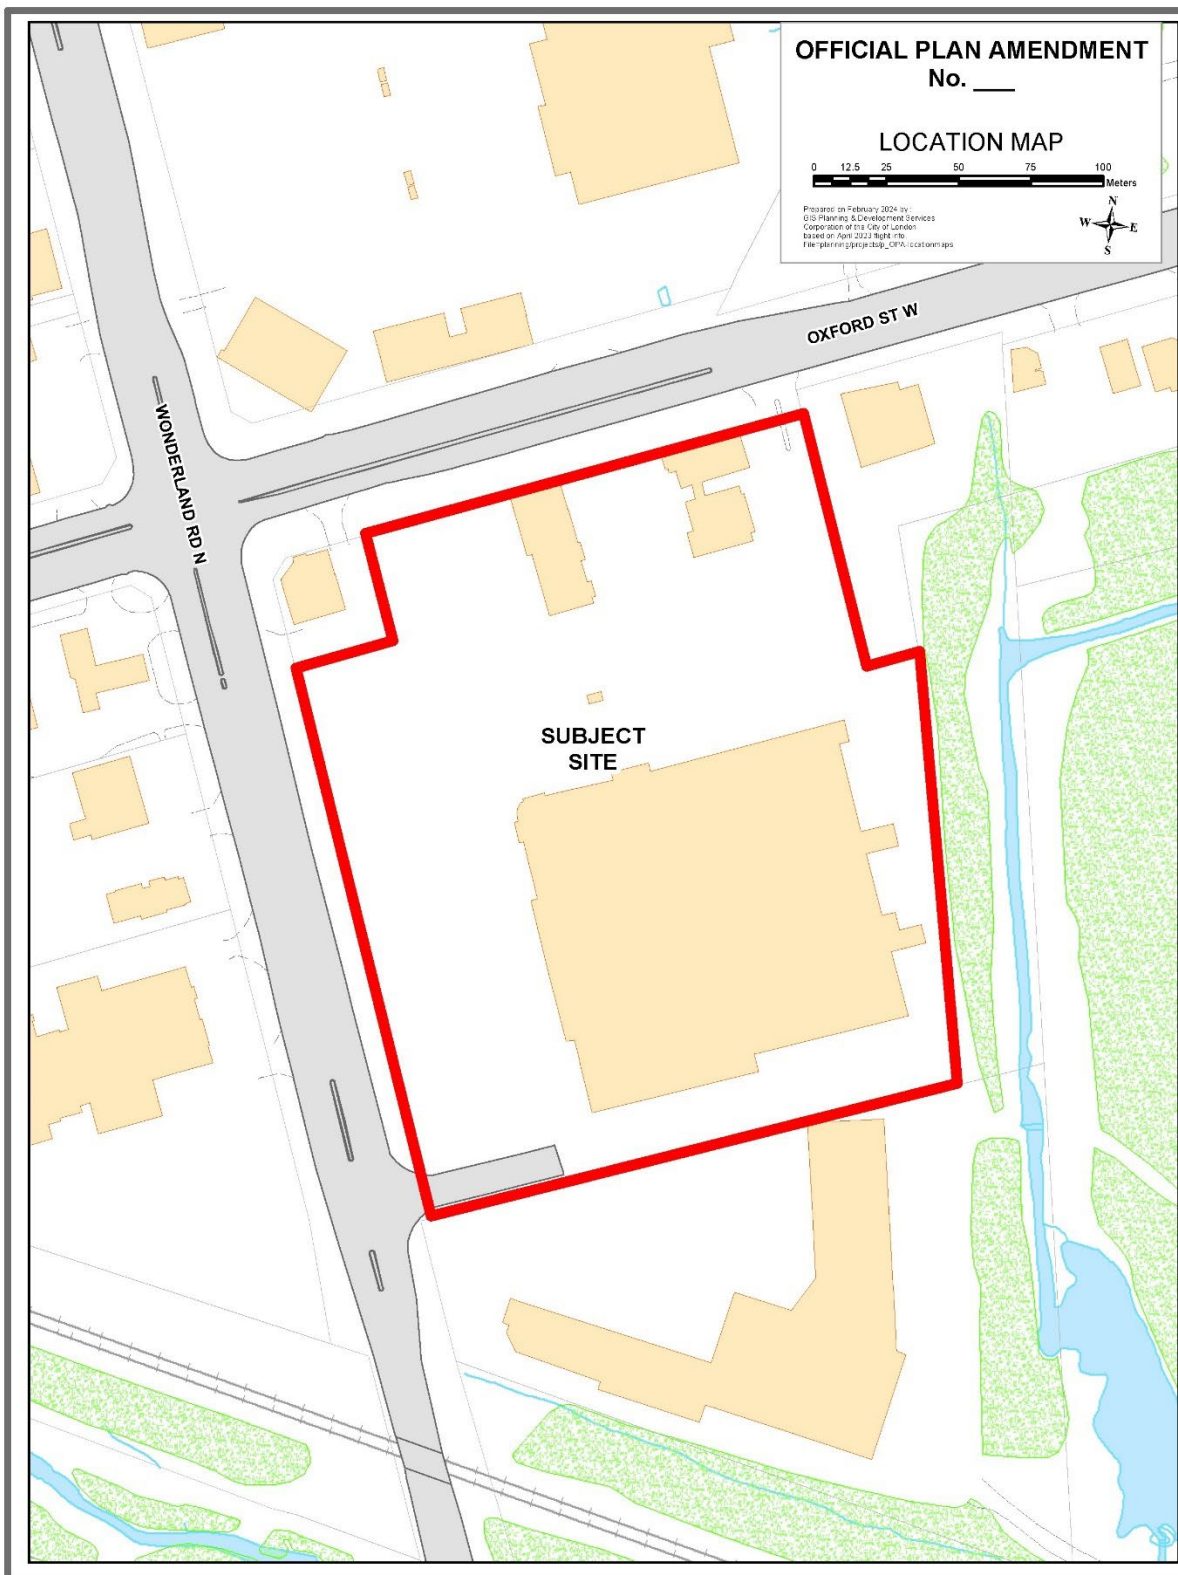 OFFICIAL PLAN AMENDMENT
No. ___
LOCATION MAP
0 12.5 25 50 75 100
Meters
Prepared on February 2024 by:
GIS Planning & Development Services
Corporation of the City of London
based on April 2023 flight info.
N
W E
S
OXFORD ST W
WONDERLAND RD N
SUBJECT
SITE